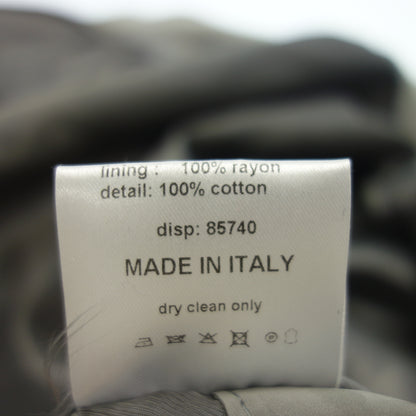 lining : 100% rayon
detail: 100% cotton
disp: 85740
MADE IN ITALY
dry clean only